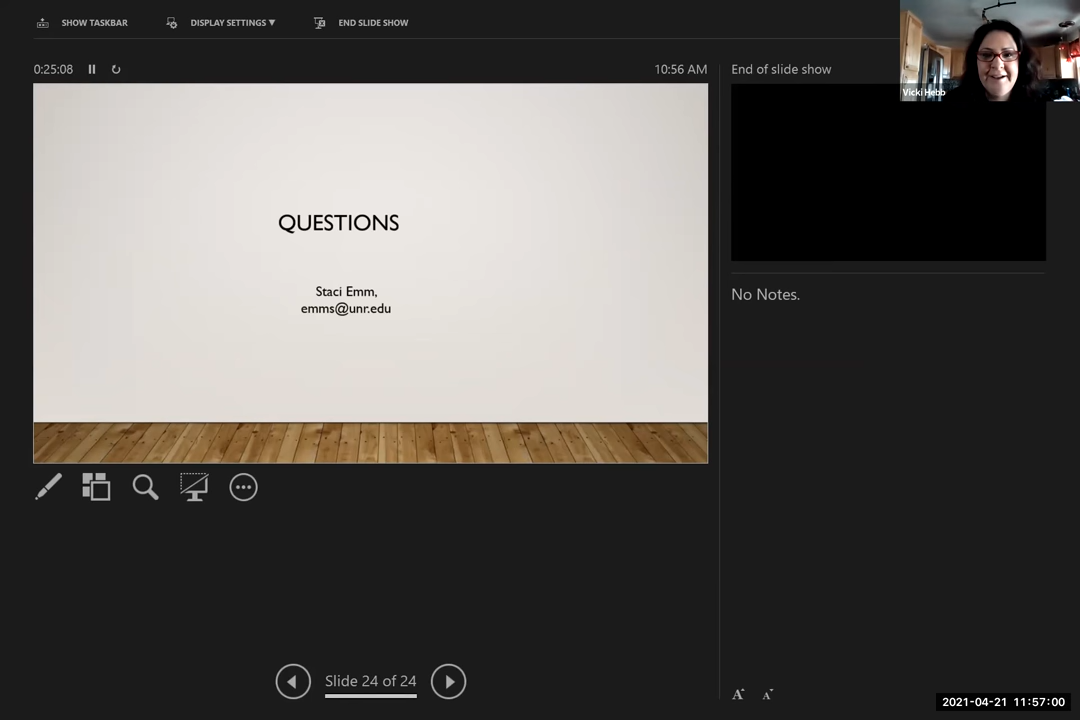 SHOW TASKBAR
DISPLAY SETTINGS ▼
END SLIDE SHOW
0:25:08
10:56 AM
End of slide show
Vicki Hebb
QUESTIONS
Staci Emm,
emms@unr.edu
No Notes.
Slide 24 of 24
A A
2021-04-21 11:57:00